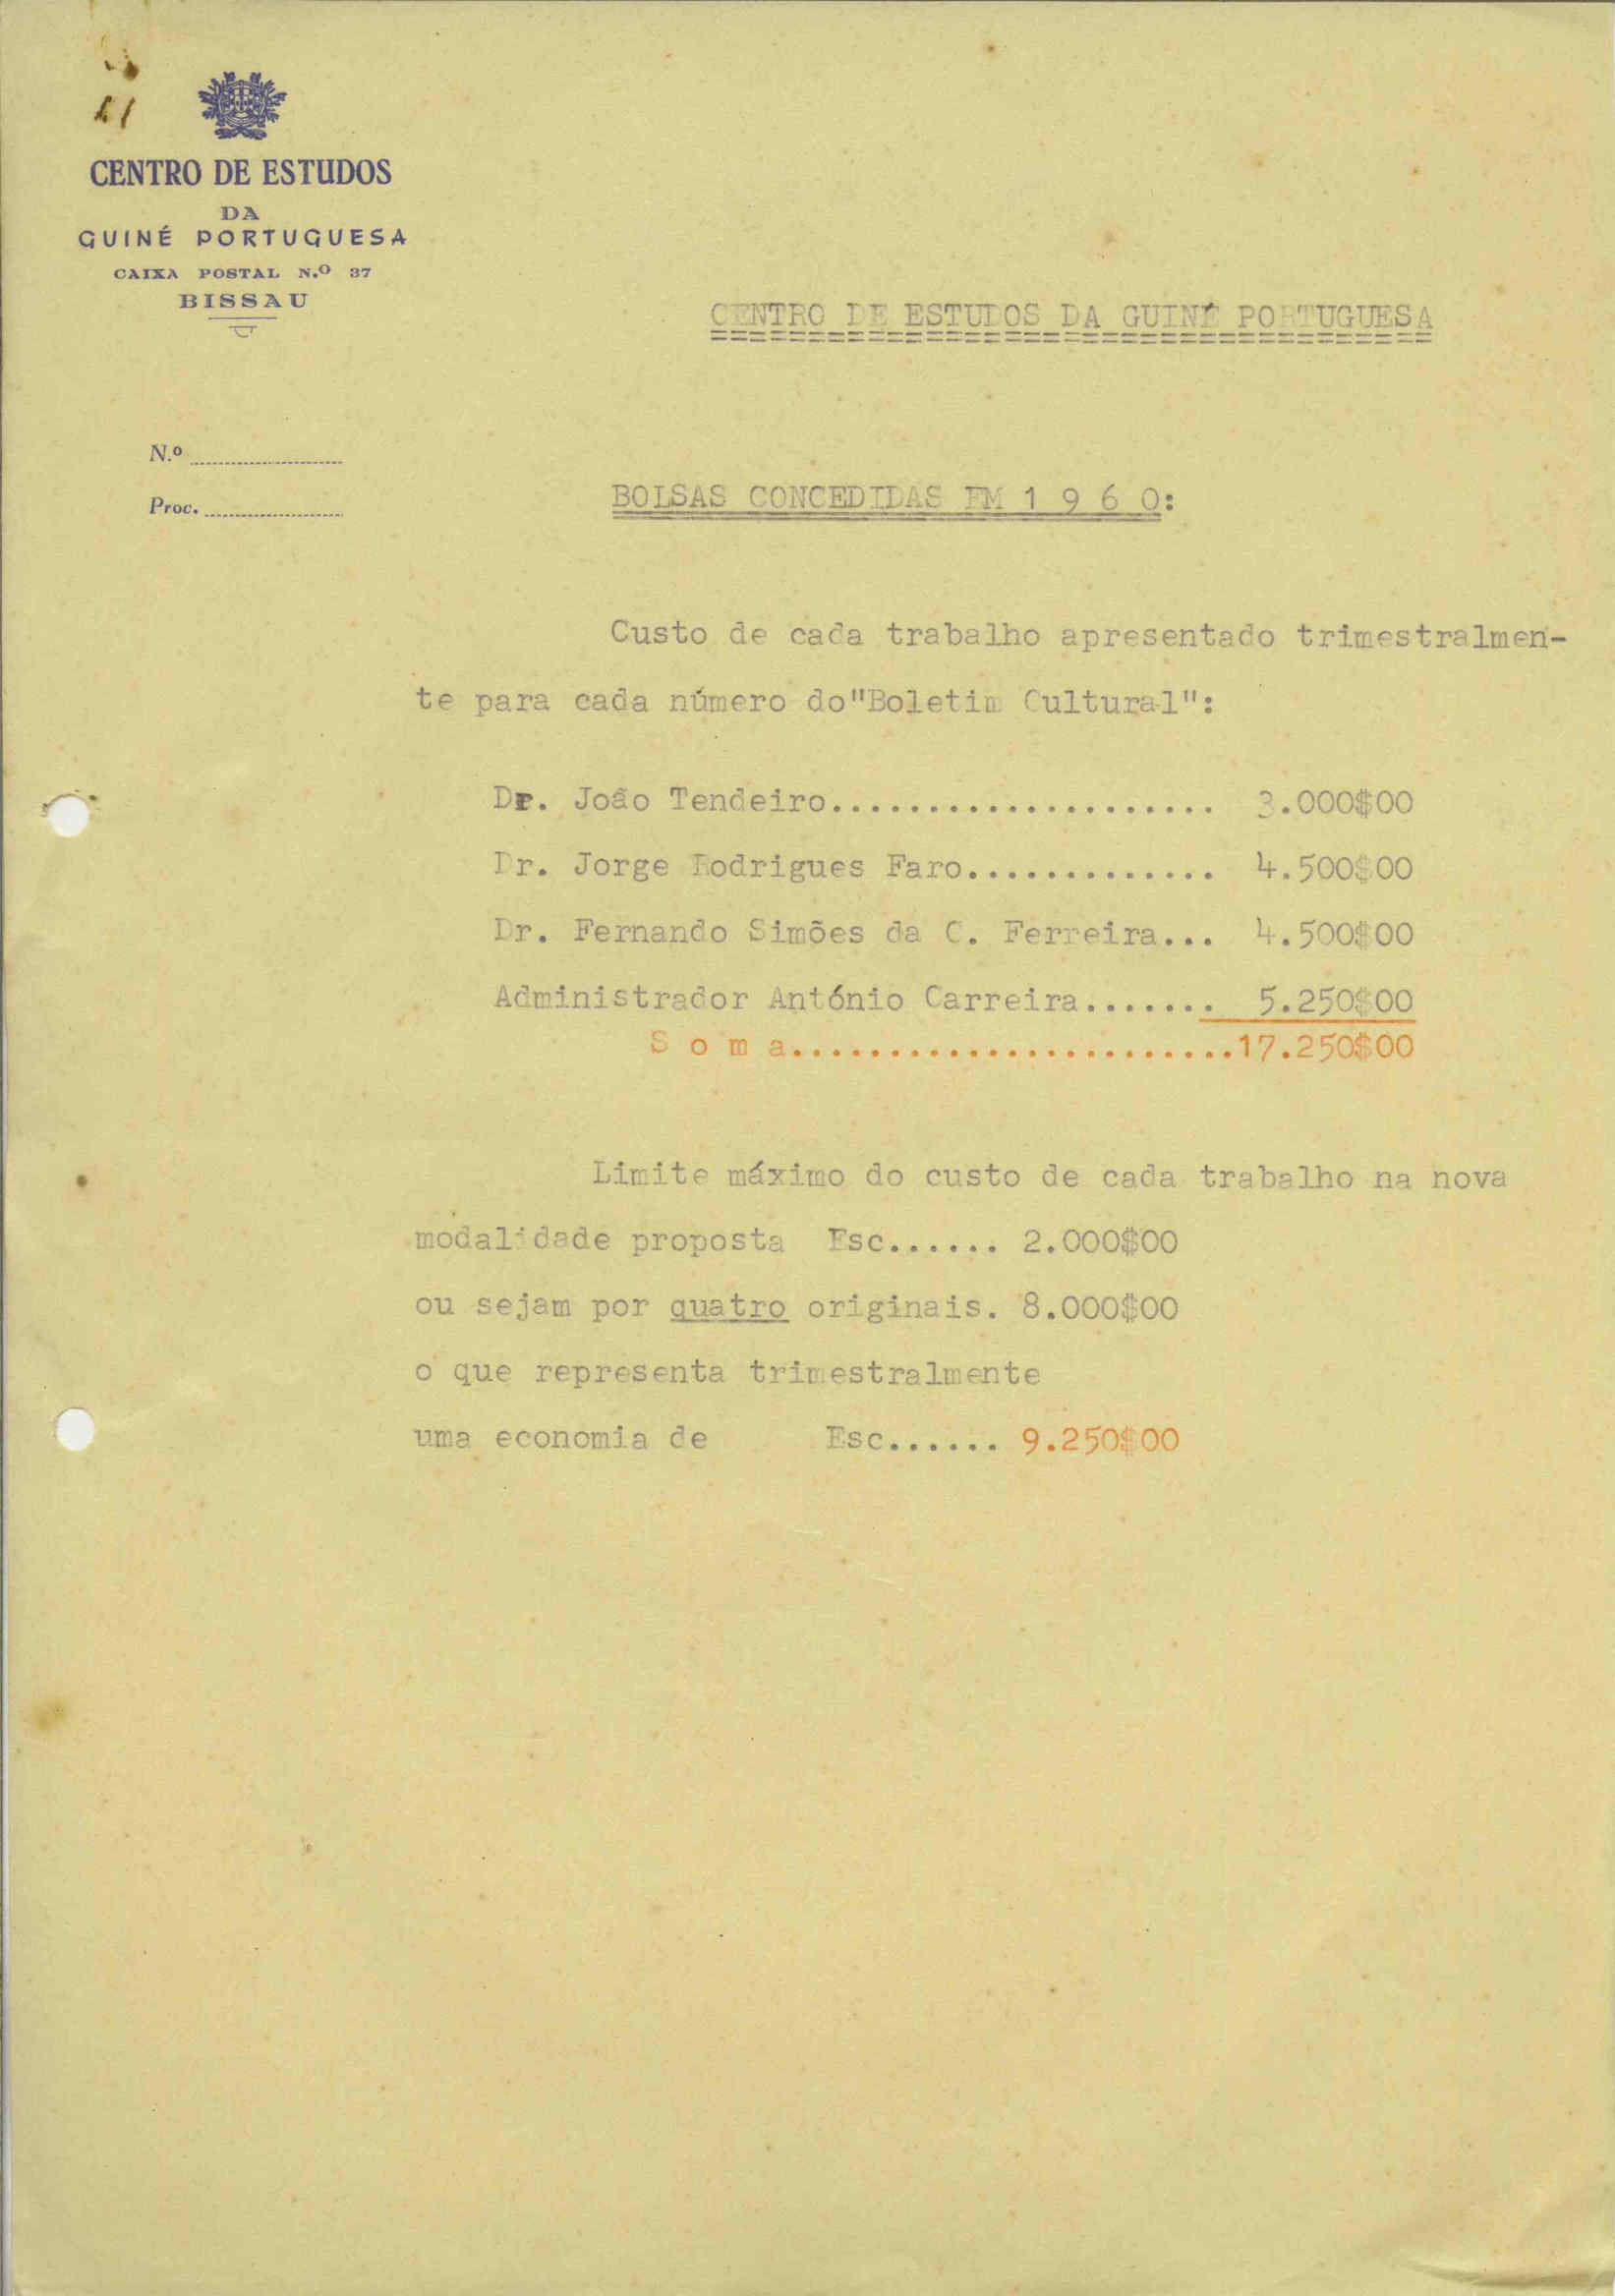 CENTRO DE ESTUDOS
DA
GUINÉ PORTUGUESA
CAIXA POSTAL N.º 37
BISSAU
CENTRO DE ESTUDOS DA GUINÉ PORTUGUESA
N.º
Proc.
BOLSAS CONCEDIDAS EM 1 9 6 0:
Custo de cada trabalho apresentado trimestralmen-
te para cada número do"Boletim Cultural":
Dr. João Tendeiro.................... 3.000$00
Dr. Jorge Rodrigues Faro............. 4.500$00
Dr. Fernando Simões da C. Ferreira... 4.500$00
Administrador António Carreira....... 5.250$00
S o m a.......................17.250$00
Limite máximo do custo de cada trabalho na nova
modalidade proposta Esc...... 2.000$00
ou sejam por quatro originais. 8.000$00
o que representa trimestralmente
uma economia de Esc...... 9.250$00